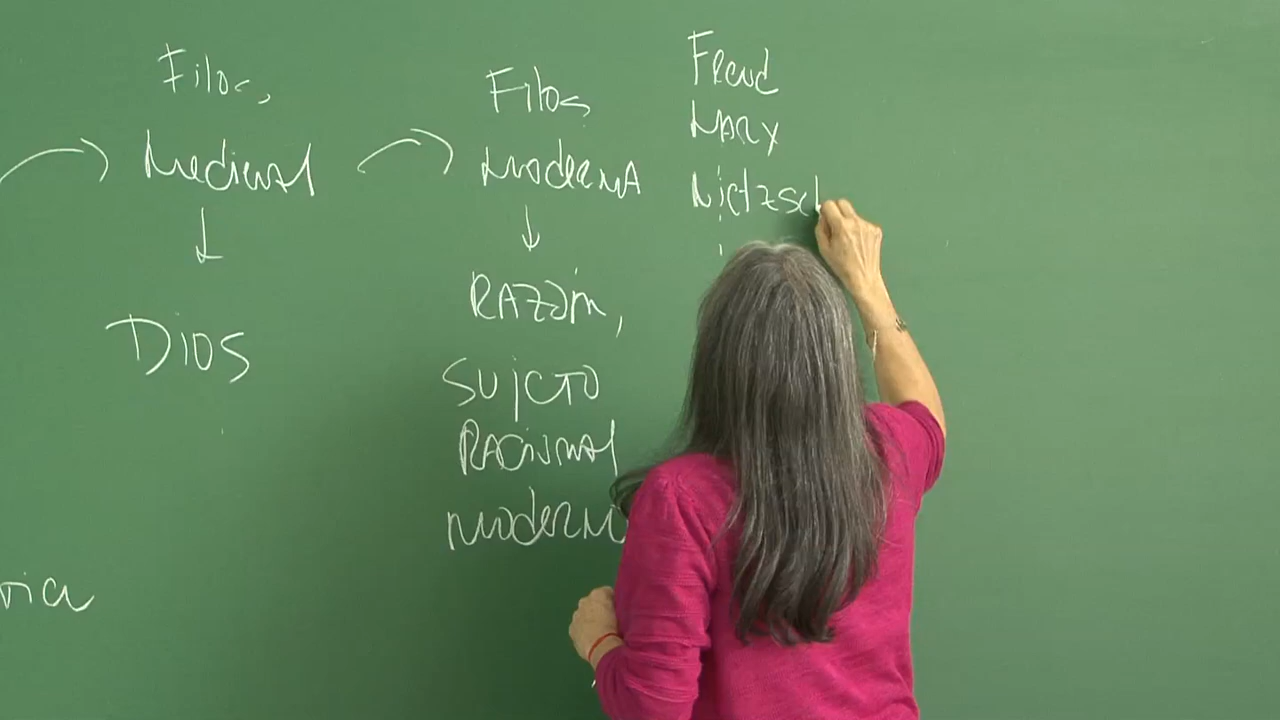 Filos,
Medieval
Dios
Filos,
Moderna
Razón,
sujeto
Racional
Moderno
Freud
Marx
Nietzsch